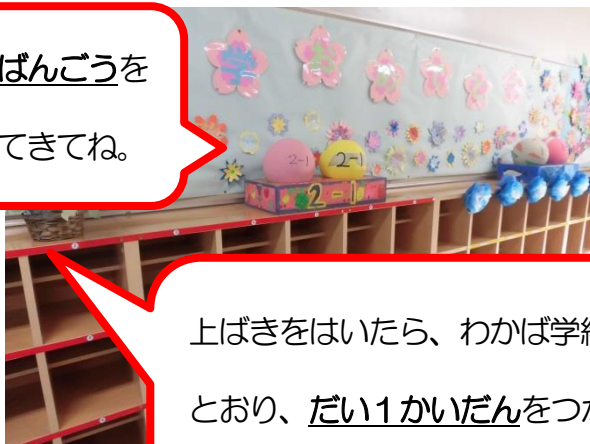 ばんごうを
てきてね。
2-1
2-1
2-1
上ばきをはいたら、わかば学
とおり、だい1かいだんをつ